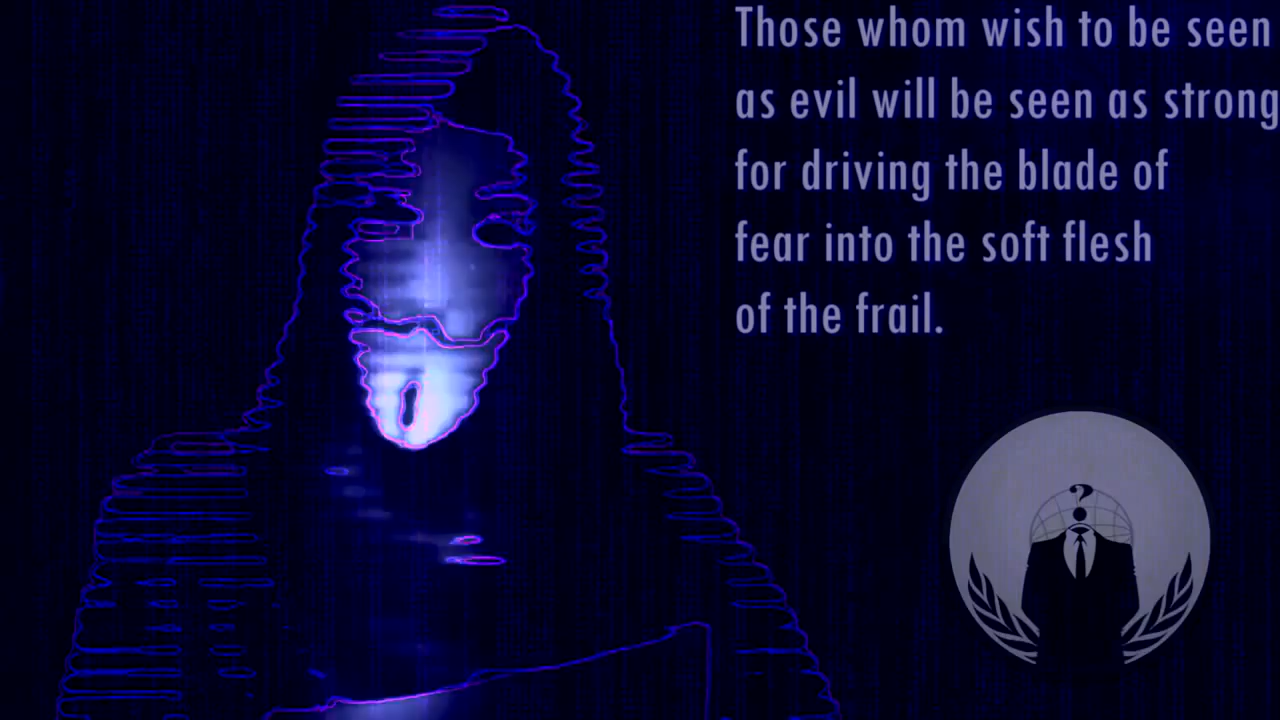 Those whom wish to be seen
as evil will be seen as strong
for driving the blade of
fear into the soft flesh
of the frail.
?